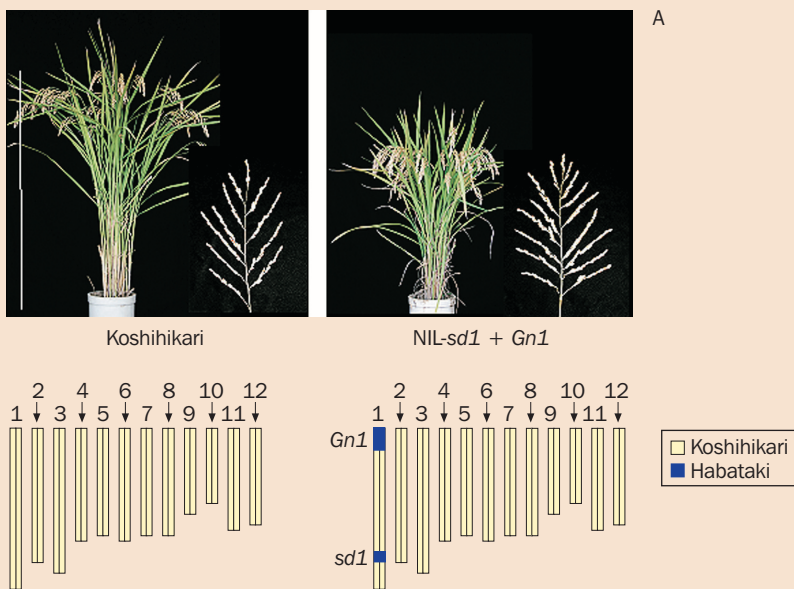 A
Koshihikari
NIL-sd1 + Gn1
2 4 6 8 10 12
1 3 5 7 9 11
2 4 6 8 10 12
1 3 5 7 9 11
Gn1
sd1
Koshihikari
Habataki